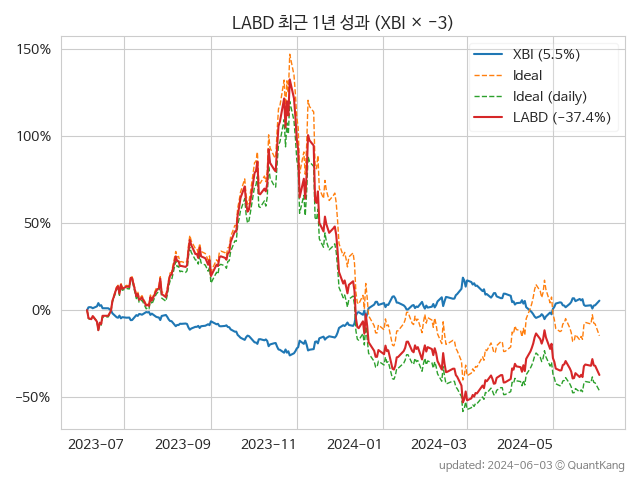 LABD 최근 1년 성과 (XBI × −3)
XBI (5.5%)
Ideal
Ideal (daily)
LABD (−37.4%)
150%
100%
50%
0%
−50%
2023−07
2023−09
2023−11
2024−01
2024−03
2024−05
updated: 2024-06-03 © QuantKang